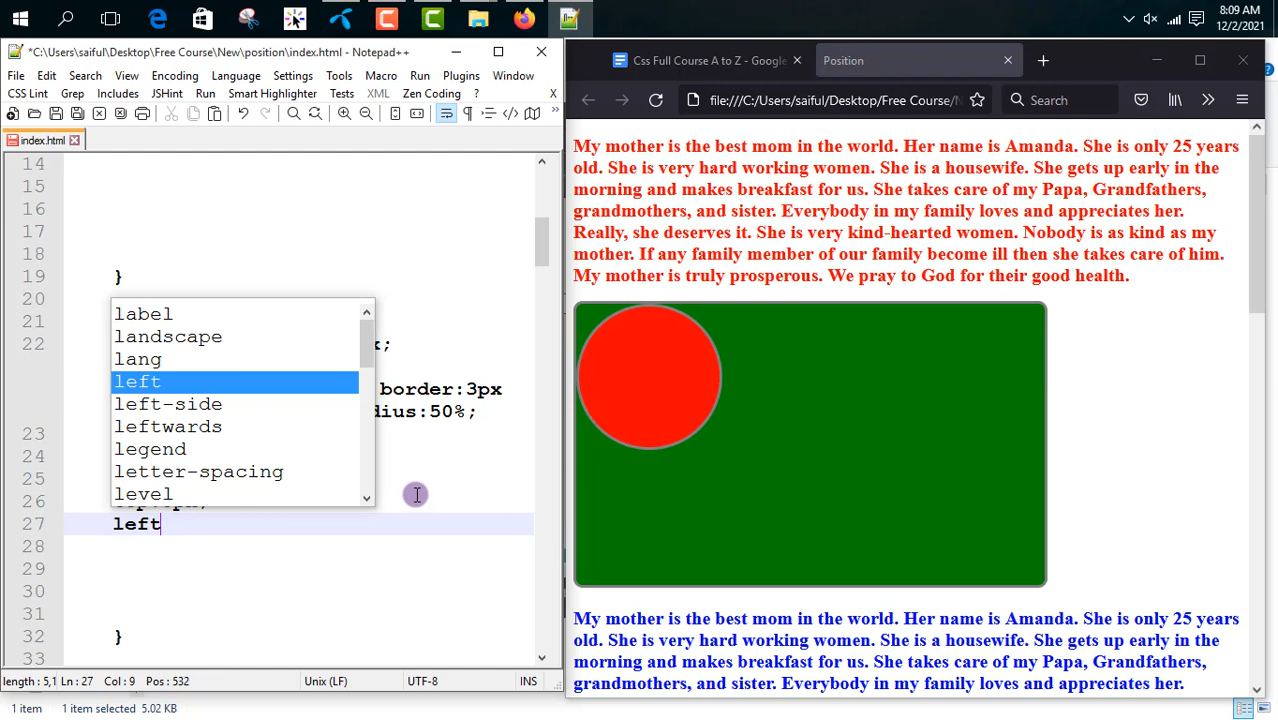 8:09 AM
12/2/2021
*C:\Users\saiful\Desktop\Free Course\New\position\index.html - Notepad++
File Edit Search View Encoding Language Settings Tools Macro Run Plugins Window ?
CSS Lint Grep Includes JSHint Run Smart Highlighter Tests XML Zen Coding X
index.html
14
15
16
17
18
19 }
20
21
22 x;
border:3px
dius:50%;
23
24
25
26
27 left
28
29
30
31
32 }
33
label
landscape
lang
left
left-side
leftwards
legend
letter-spacing
level
length : 5,1 Ln : 27 Col : 9 Pos : 532 Unix (LF) UTF-8 INS
1 item 1 item selected 5.02 KB
Css Full Course A to Z - Google
Position
file:///C:/Users/saiful/Desktop/Free Course/N
Search
My mother is the best mom in the world. Her name is Amanda. She is only 25 years
old. She is very hard working women. She is a housewife. She gets up early in the
morning and makes breakfast for us. She takes care of my Papa, Grandfathers,
grandmothers, and sister. Everybody in my family loves and appreciates her.
Really, she deserves it. She is very kind-hearted women. Nobody is as kind as my
mother. If any family member of our family become ill then she takes care of him.
My mother is truly prosperous. We pray to God for their good health.
My mother is the best mom in the world. Her name is Amanda. She is only 25 years
old. She is very hard working women. She is a housewife. She gets up early in the
morning and makes breakfast for us. She takes care of my Papa, Grandfathers,
grandmothers, and sister. Everybody in my family loves and appreciates her.